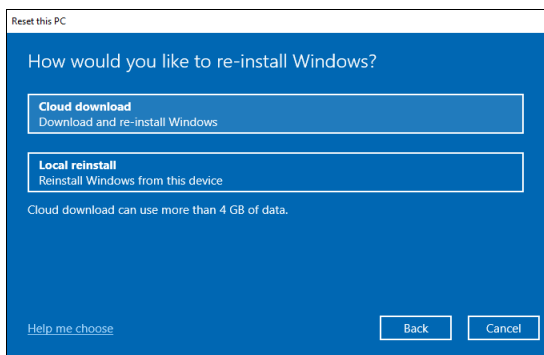 Reset this PC
How would you like to re-install Windows?
Cloud download
Download and re-install Windows
Local reinstall
Reinstall Windows from this device
Cloud download can use more than 4 GB of data.
Help me choose
Back
Cancel